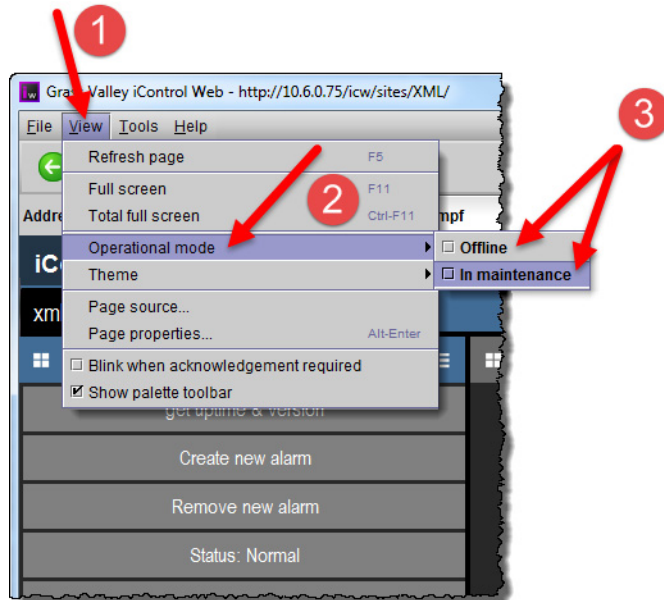 1
Grass Valley iControl Web - http://10.6.0.75/icw/sites/XML/
File View Tools Help
Refresh page F5
Full screen F11
2
3
Total full screen Ctrl-F11
Operational mode
Offline
Theme
In maintenance
Page source...
Page properties... Alt-Enter
Blink when acknowledgement required
Show palette toolbar
get uptime & version
Create new alarm
Remove new alarm
Status: Normal